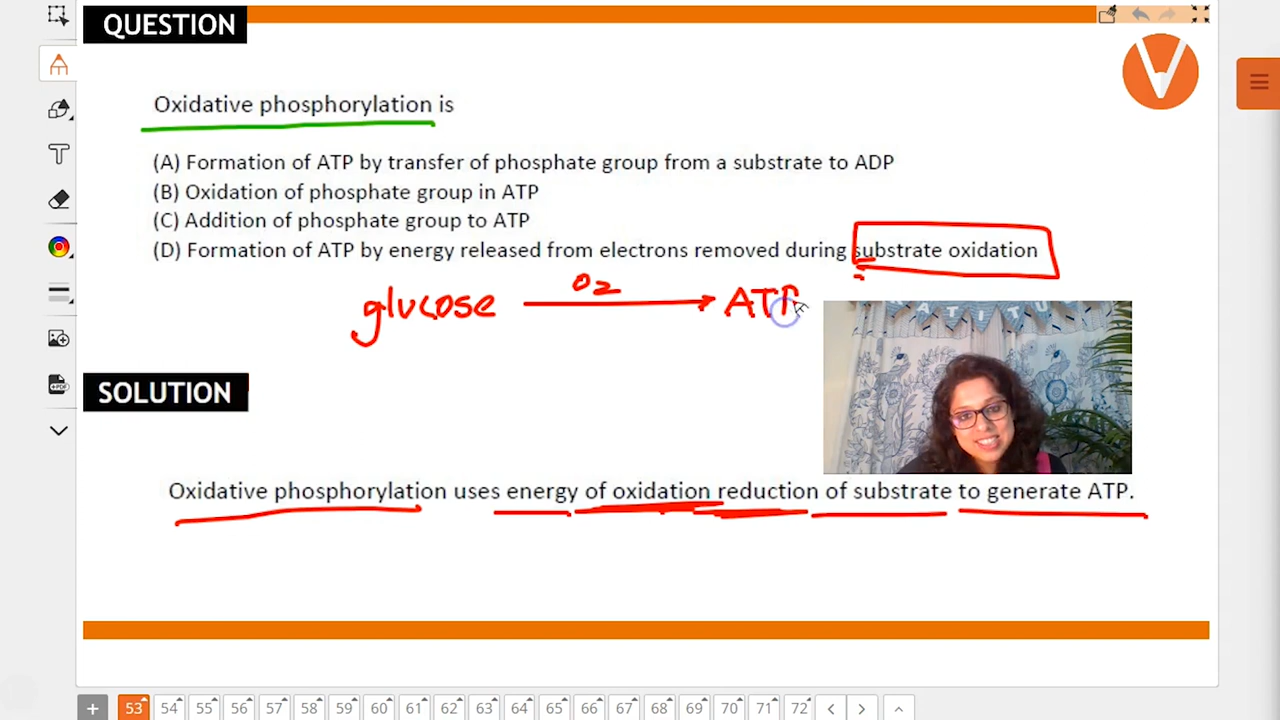 QUESTION
Oxidative phosphorylation is
(A) Formation of ATP by transfer of phosphate group from a substrate to ADP
(B) Oxidation of phosphate group in ATP
(C) Addition of phosphate group to ATP
(D) Formation of ATP by energy released from electrons removed during substrate oxidation
O2
glucose ATP
ATITU
SOLUTION
Oxidative phosphorylation uses energy of oxidation reduction of substrate to generate ATP.
53 54 55 56 57 58 59 60 61 62 63 64 65 66 67 68 69 70 71 72